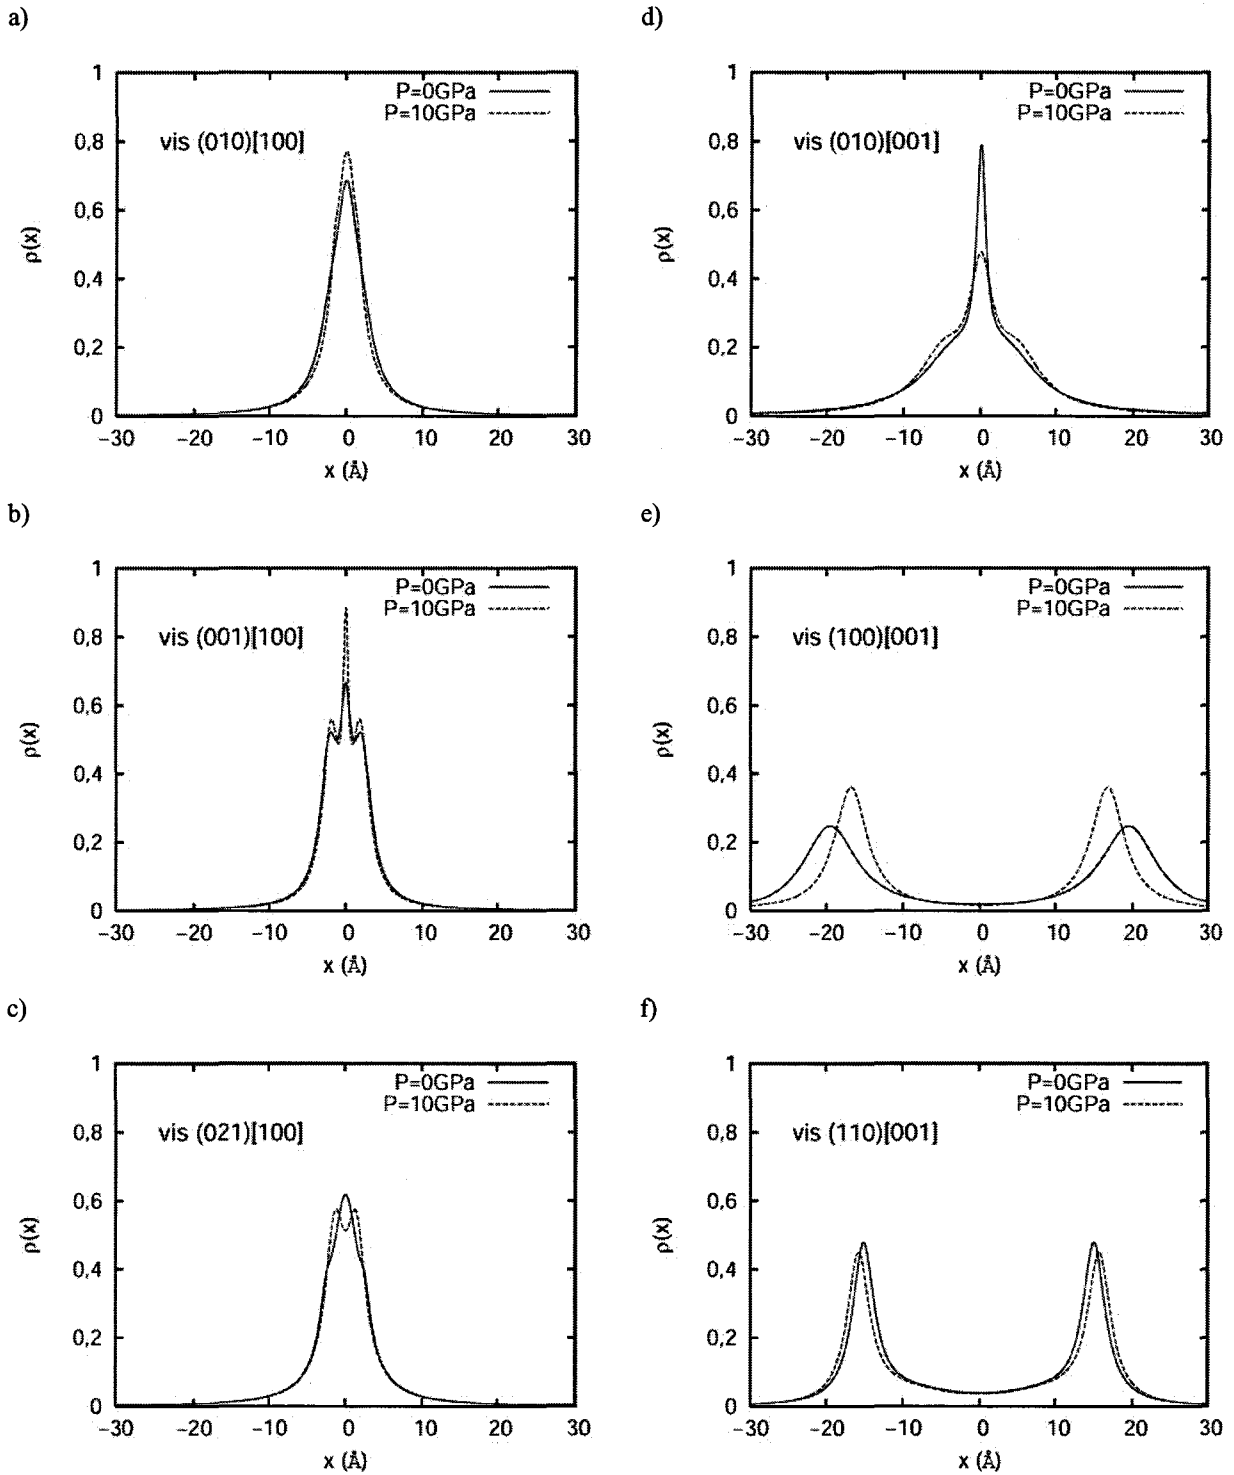 a)
1
P=0GPa
P=10GPa
vis (010)[100]
0,8
0,6
ρ(x)
0,4
0,2
0
−30 −20 −10 0 10 20 30
x (Å)
b)
1
P=0GPa
P=10GPa
vis (001)[100]
0,8
0,6
ρ(x)
0,4
0,2
0
−30 −20 −10 0 10 20 30
x (Å)
c)
1
P=0GPa
P=10GPa
vis (021)[100]
0,8
0,6
ρ(x)
0,4
0,2
0
−30 −20 −10 0 10 20 30
x (Å)
d)
1
P=0GPa
P=10GPa
vis (010)[001]
0,8
0,6
ρ(x)
0,4
0,2
0
−30 −20 −10 0 10 20 30
x (Å)
e)
1
P=0GPa
P=10GPa
vis (100)[001]
0,8
0,6
ρ(x)
0,4
0,2
0
−30 −20 −10 0 10 20 30
x (Å)
f)
1
P=0GPa
P=10GPa
vis (110)[001]
0,8
0,6
ρ(x)
0,4
0,2
0
−30 −20 −10 0 10 20 30
x (Å)